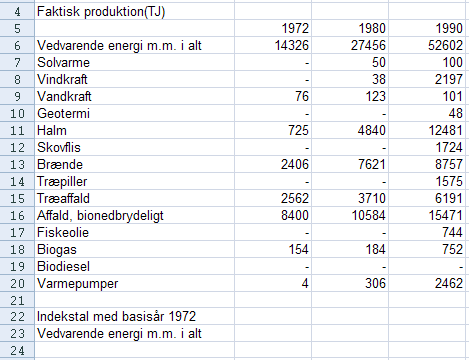 4 Faktisk produktion(TJ)
5 1972 1980 1990
6 Vedvarende energi m.m. i alt 14326 27456 52602
7 Solvarme - 50 100
8 Vindkraft - 38 2197
9 Vandkraft 76 123 101
10 Geotermi - - 48
11 Halm 725 4840 12481
12 Skovflis - - 1724
13 Brænde 2406 7621 8757
14 Træpiller - - 1575
15 Træaffald 2562 3710 6191
16 Affald, bionedbrydeligt 8400 10584 15471
17 Fiskeolie - - 744
18 Biogas 154 184 752
19 Biodiesel - - -
20 Varmepumper 4 306 2462
21
22 Indekstal med basisår 1972
23 Vedvarende energi m.m. i alt
24